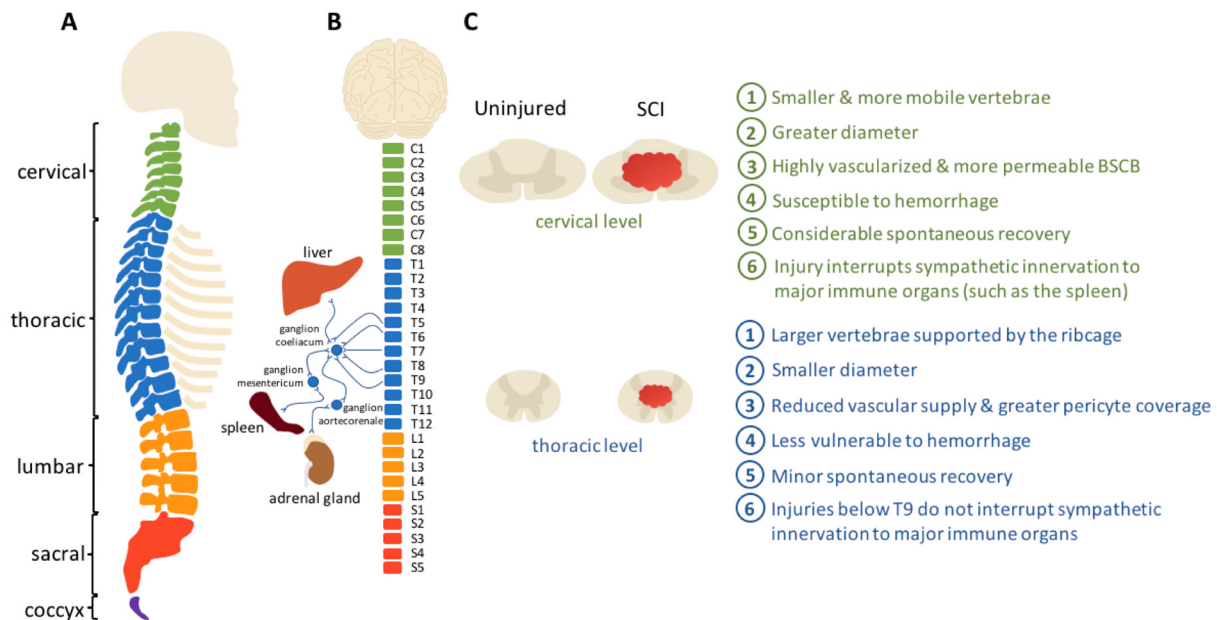 A
B
C
cervical
thoracic
lumbar
sacral
coccyx
C1
C2
C3
C4
C5
C6
C7
C8
T1
T2
T3
T4
T5
T6
T7
T8
T9
T10
T11
T12
L1
L2
L3
L4
L5
S1
S2
S3
S4
S5
liver
ganglion
coeliacum
ganglion
mesentericum
ganglion
aortecorenale
spleen
adrenal gland
Uninjured
SCI
cervical level
thoracic level
1 Smaller & more mobile vertebrae
2 Greater diameter
3 Highly vascularized & more permeable BSCB
4 Susceptible to hemorrhage
5 Considerable spontaneous recovery
6 Injury interrupts sympathetic innervation to
major immune organs (such as the spleen)
1 Larger vertebrae supported by the ribcage
2 Smaller diameter
3 Reduced vascular supply & greater pericyte coverage
4 Less vulnerable to hemorrhage
5 Minor spontaneous recovery
6 Injuries below T9 do not interrupt sympathetic
innervation to major immune organs